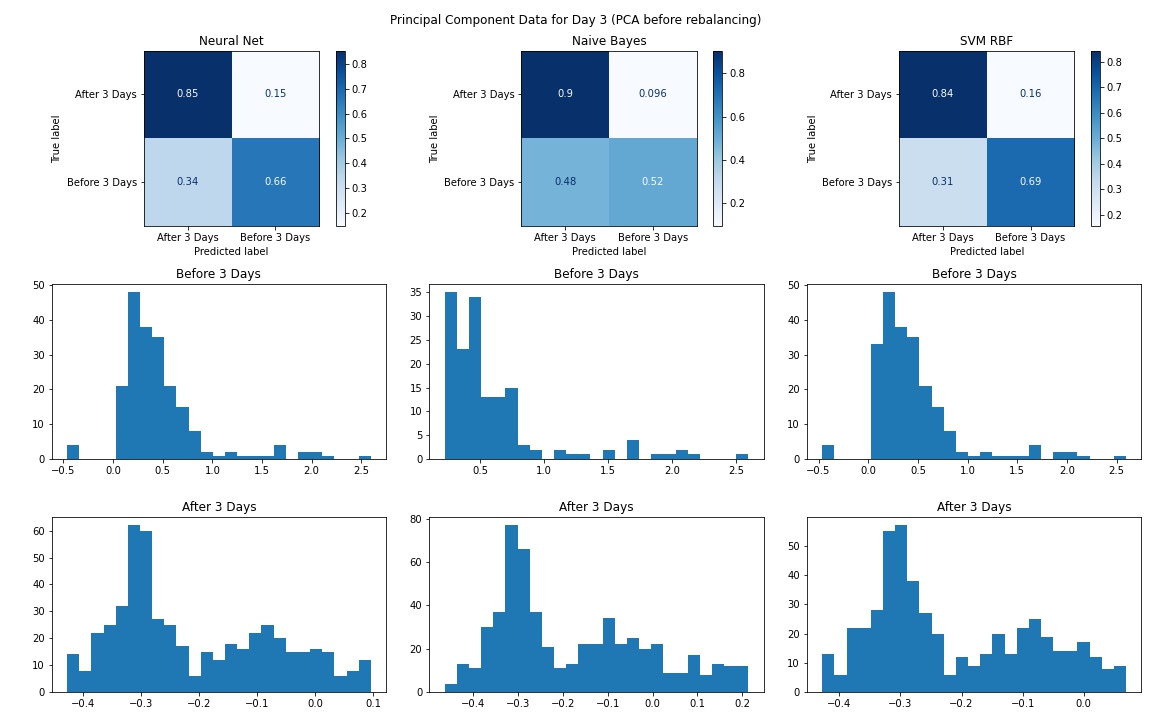 Principal Component Data for Day 3 (PCA before rebalancing)
Neural Net
After 3 Days
Before 3 Days
True label
0.85
0.15
0.34
0.66
After 3 Days
Before 3 Days
Predicted label
0.8
0.7
0.6
0.5
0.4
0.3
0.2
Naive Bayes
After 3 Days
Before 3 Days
True label
0.9
0.096
0.48
0.52
After 3 Days
Before 3 Days
Predicted label
0.8
0.6
0.4
0.2
SVM RBF
After 3 Days
Before 3 Days
True label
0.84
0.16
0.31
0.69
After 3 Days
Before 3 Days
Predicted label
0.8
0.7
0.6
0.5
0.4
0.3
0.2
Before 3 Days
50
40
30
20
10
0
−0.5 0.0 0.5 1.0 1.5 2.0 2.5
Before 3 Days
35
30
25
20
15
10
5
0
0.5 1.0 1.5 2.0 2.5
Before 3 Days
50
40
30
20
10
0
−0.5 0.0 0.5 1.0 1.5 2.0 2.5
After 3 Days
60
50
40
30
20
10
0
−0.4 −0.3 −0.2 −0.1 0.0 0.1
After 3 Days
80
60
40
20
0
−0.4 −0.3 −0.2 −0.1 0.0 0.1 0.2
After 3 Days
50
40
30
20
10
0
−0.4 −0.3 −0.2 −0.1 0.0